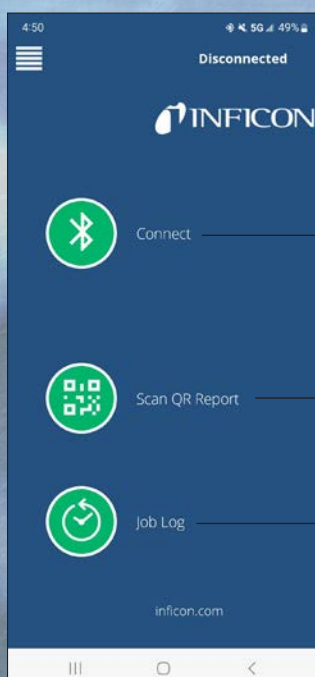 4:50
5G 49%
Disconnected
INFICON
Connect
Scan QR Report
Job Log
inficon.com